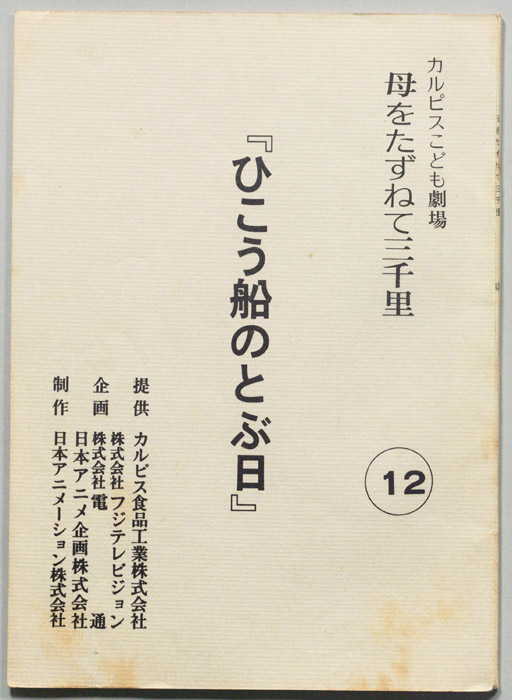 カルピスこども劇場
母をたずねて三千里
12
『ひこう船のとぶ日』
提供 カルピス食品工業株式会社
株式会社フジテレビジョン
企画 株式会社電通
日本アニメ企画株式会社
制作 日本アニメーション株式会社